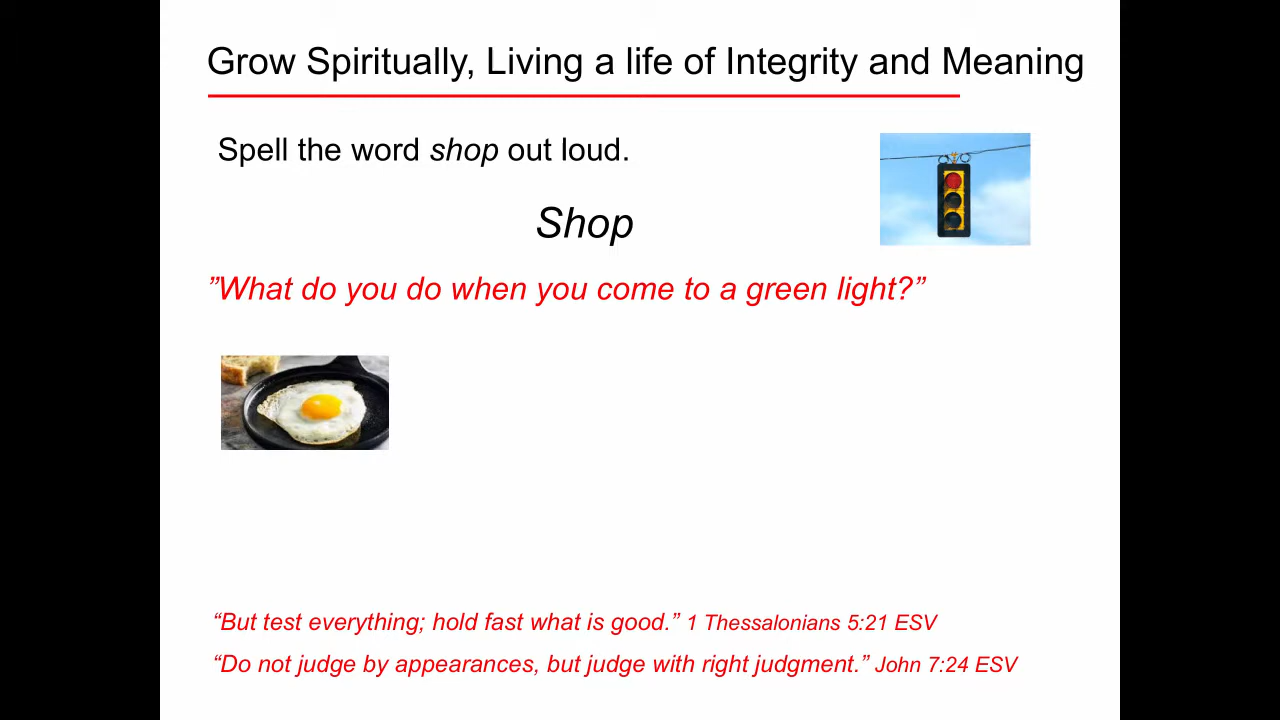 Grow Spiritually, Living a life of Integrity and Meaning
Spell the word shop out loud.
Shop
”What do you do when you come to a green light?”
“But test everything; hold fast what is good.” 1 Thessalonians 5:21 ESV
“Do not judge by appearances, but judge with right judgment.” John 7:24 ESV